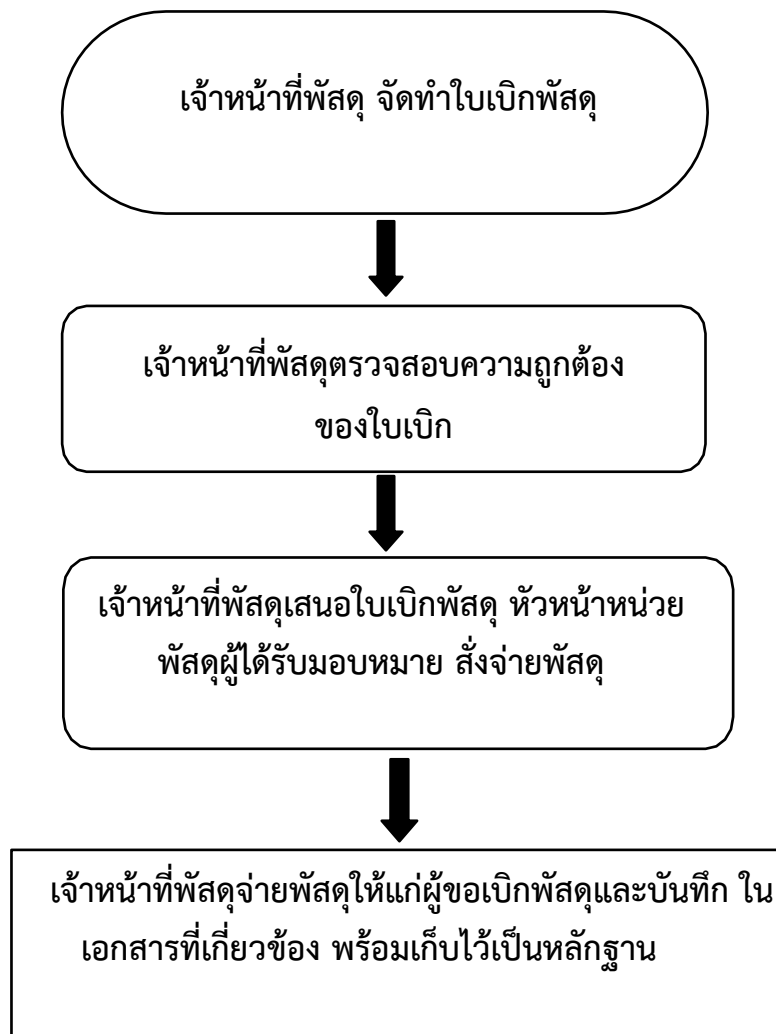 เจ้าหน้าที่พัสดุ จัดทำใบเบิกพัสดุ
เจ้าหน้าที่พัสดุตรวจสอบความถูกต้อง
ของใบเบิก
เจ้าหน้าที่พัสดุเสนอใบเบิกพัสดุ หัวหน้าหน่วย
พัสดุผู้ได้รับมอบหมาย สั่งจ่ายพัสดุ
เจ้าหน้าที่พัสดุจ่ายพัสดุให้แก่ผู้ขอเบิกพัสดุและบันทึก ใน
เอกสารที่เกี่ยวข้อง พร้อมเก็บไว้เป็นหลักฐาน